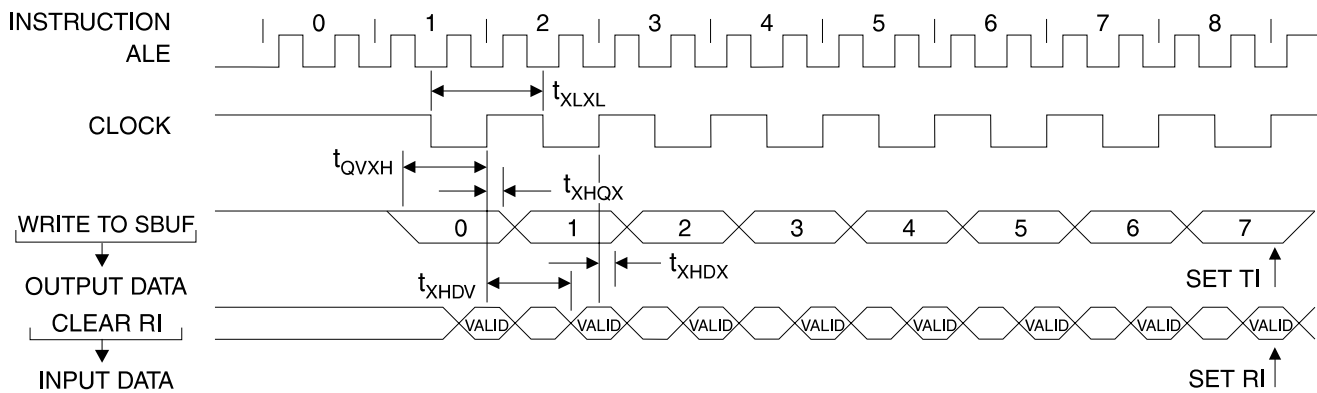 INSTRUCTION 0 1 2 3 4 5 6 7 8
ALE
tXLXL
CLOCK
tQVXH
tXHQX
WRITE TO SBUF 0 1 2 3 4 5 6 7
tXHDV tXHDX SET TI
OUTPUT DATA
CLEAR RI VALID VALID VALID VALID VALID VALID VALID VALID
INPUT DATA SET RI